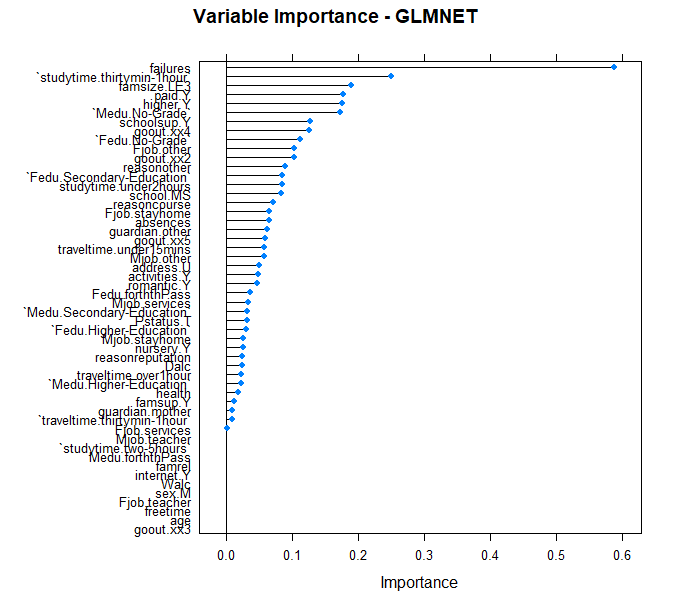 Variable Importance - GLMNET
failures
`studytime.thirtymin-1hour`
famsize.LE3
paid.Y
higher.Y
`Medu.No-Grade`
schoolsup.Y
goout.xx4
`Fedu.No-Grade`
Fjob.other
goout.xx2
reasonother
`Fedu.Secondary-Education`
studytime.under2hours
school.MS
reasoncourse
Fjob.stayhome
absences
guardian.other
goout.xx5
traveltime.under15mins
Mjob.other
address.U
activities.Y
romantic.Y
Fedu.forthPass
Mjob.services
`Medu.Secondary-Education`
Pstatus.T
`Fedu.Higher-Education`
Mjob.stayhome
nursery.Y
reasonreputation
Dalc
traveltime.over1hour
`Medu.Higher-Education`
health
famsup.Y
guardian.mother
`traveltime.thirtymin-1hour`
Fjob.services
Mjob.teacher
`studytime.two-5hours`
Medu.forthPass
famrel
internet.Y
Walc
sex.M
Fjob.teacher
freetime
age
goout.xx3
0.0 0.1 0.2 0.3 0.4 0.5 0.6
Importance